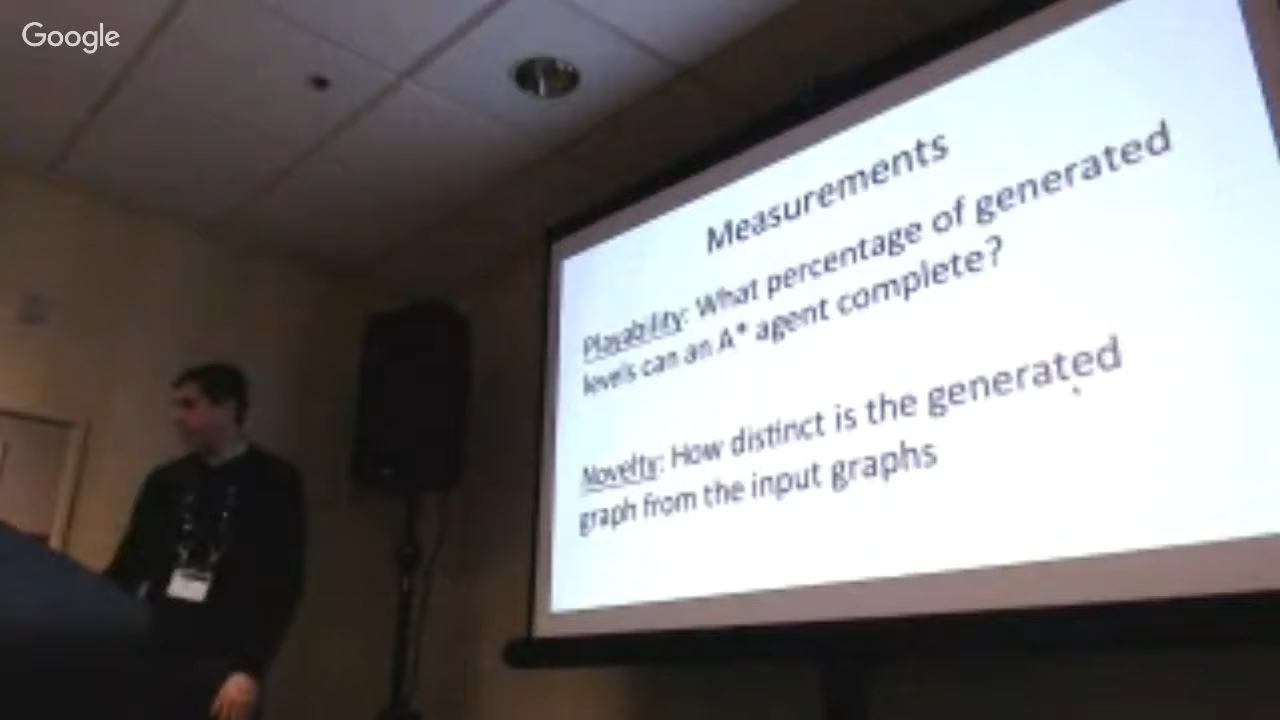 Google
Measurements
Playability: What percentage of generated
levels can an A* agent complete?
Novelty: How distinct is the generated
graph from the input graphs